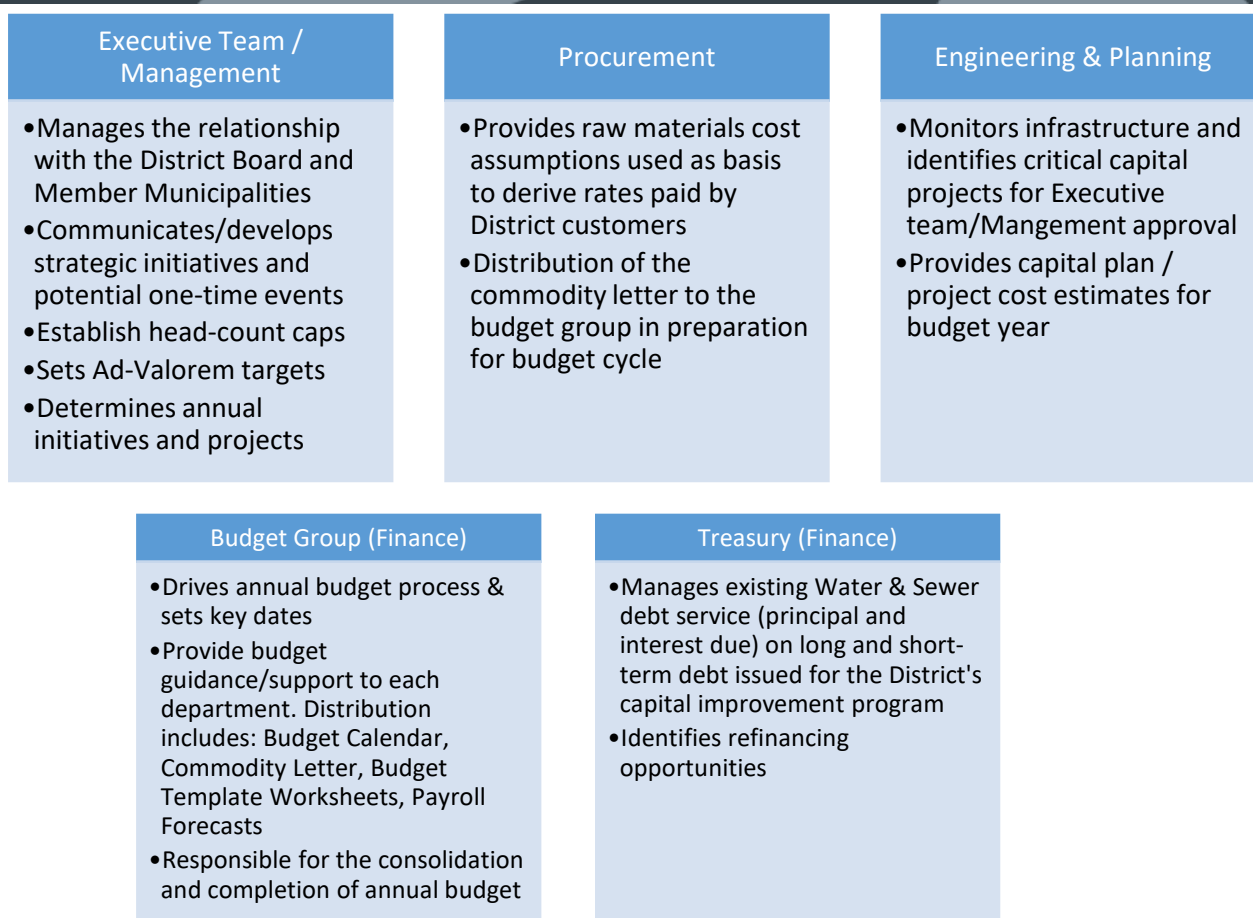 Executive Team /
Management
•Manages the relationship
with the District Board and
Member Municipalities
•Communicates/develops
strategic initiatives and
potential one-time events
•Establish head-count caps
•Sets Ad-Valorem targets
•Determines annual
initiatives and projects
Procurement
•Provides raw materials cost
assumptions used as basis
to derive rates paid by
District customers
•Distribution of the
commodity letter to the
budget group in preparation
for budget cycle
Engineering & Planning
•Monitors infrastructure and
identifies critical capital
projects for Executive
team/Mangement approval
•Provides capital plan /
project cost estimates for
budget year
Budget Group (Finance)
•Drives annual budget process &
sets key dates
•Provide budget
guidance/support to each
department. Distribution
includes: Budget Calendar,
Commodity Letter, Budget
Template Worksheets, Payroll
Forecasts
•Responsible for the consolidation
and completion of annual budget
Treasury (Finance)
•Manages existing Water & Sewer
debt service (principal and
interest due) on long and short-
term debt issued for the District's
capital improvement program
•Identifies refinancing
opportunities